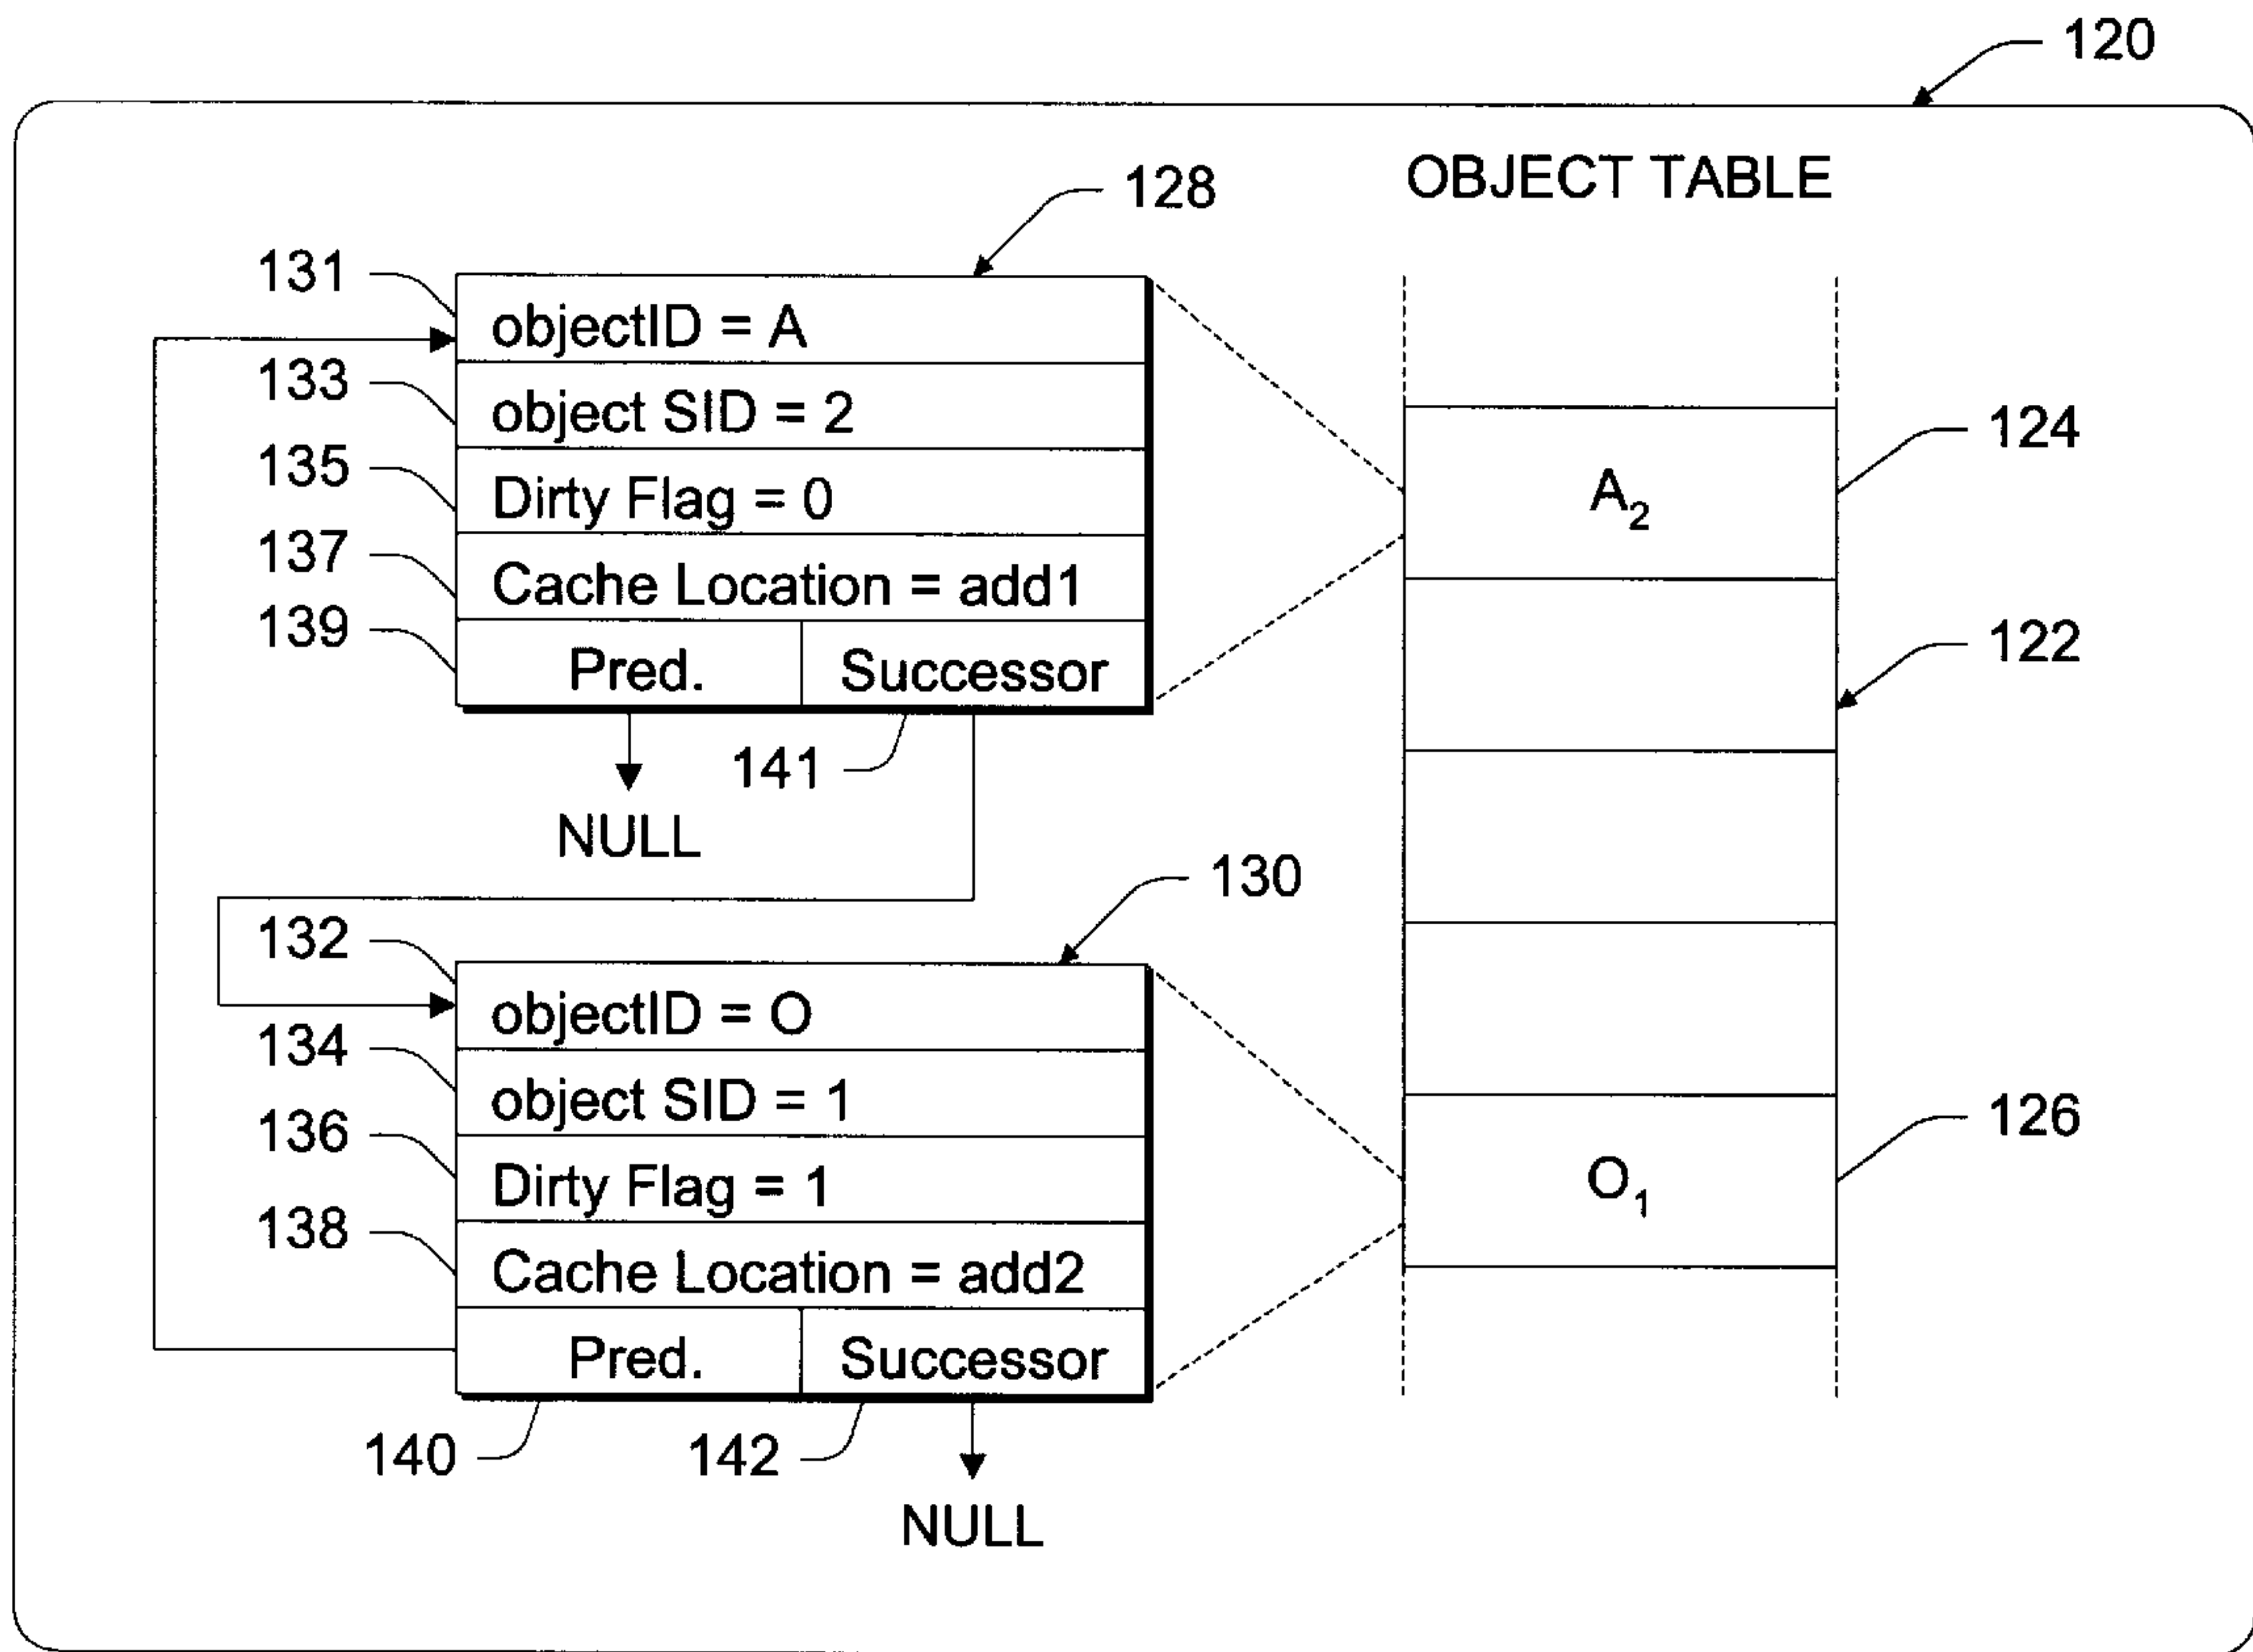 120
OBJECT TABLE
128
131
objectID = A
133
object SID = 2
124
135
Dirty Flag = 0
A2
137
Cache Location = add1
139
Pred. Successor
122
141
NULL
130
132
objectID = O
134
object SID = 1
126
136
Dirty Flag = 1
O1
138
Cache Location = add2
Pred. Successor
140 142
NULL